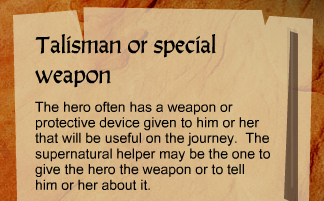 Talisman or special
weapon
The hero often has a weapon or
protective device given to him or her
that will be useful on the journey.  The
supernatural helper may be the one to
give the hero the weapon or to tell
him or her about it.